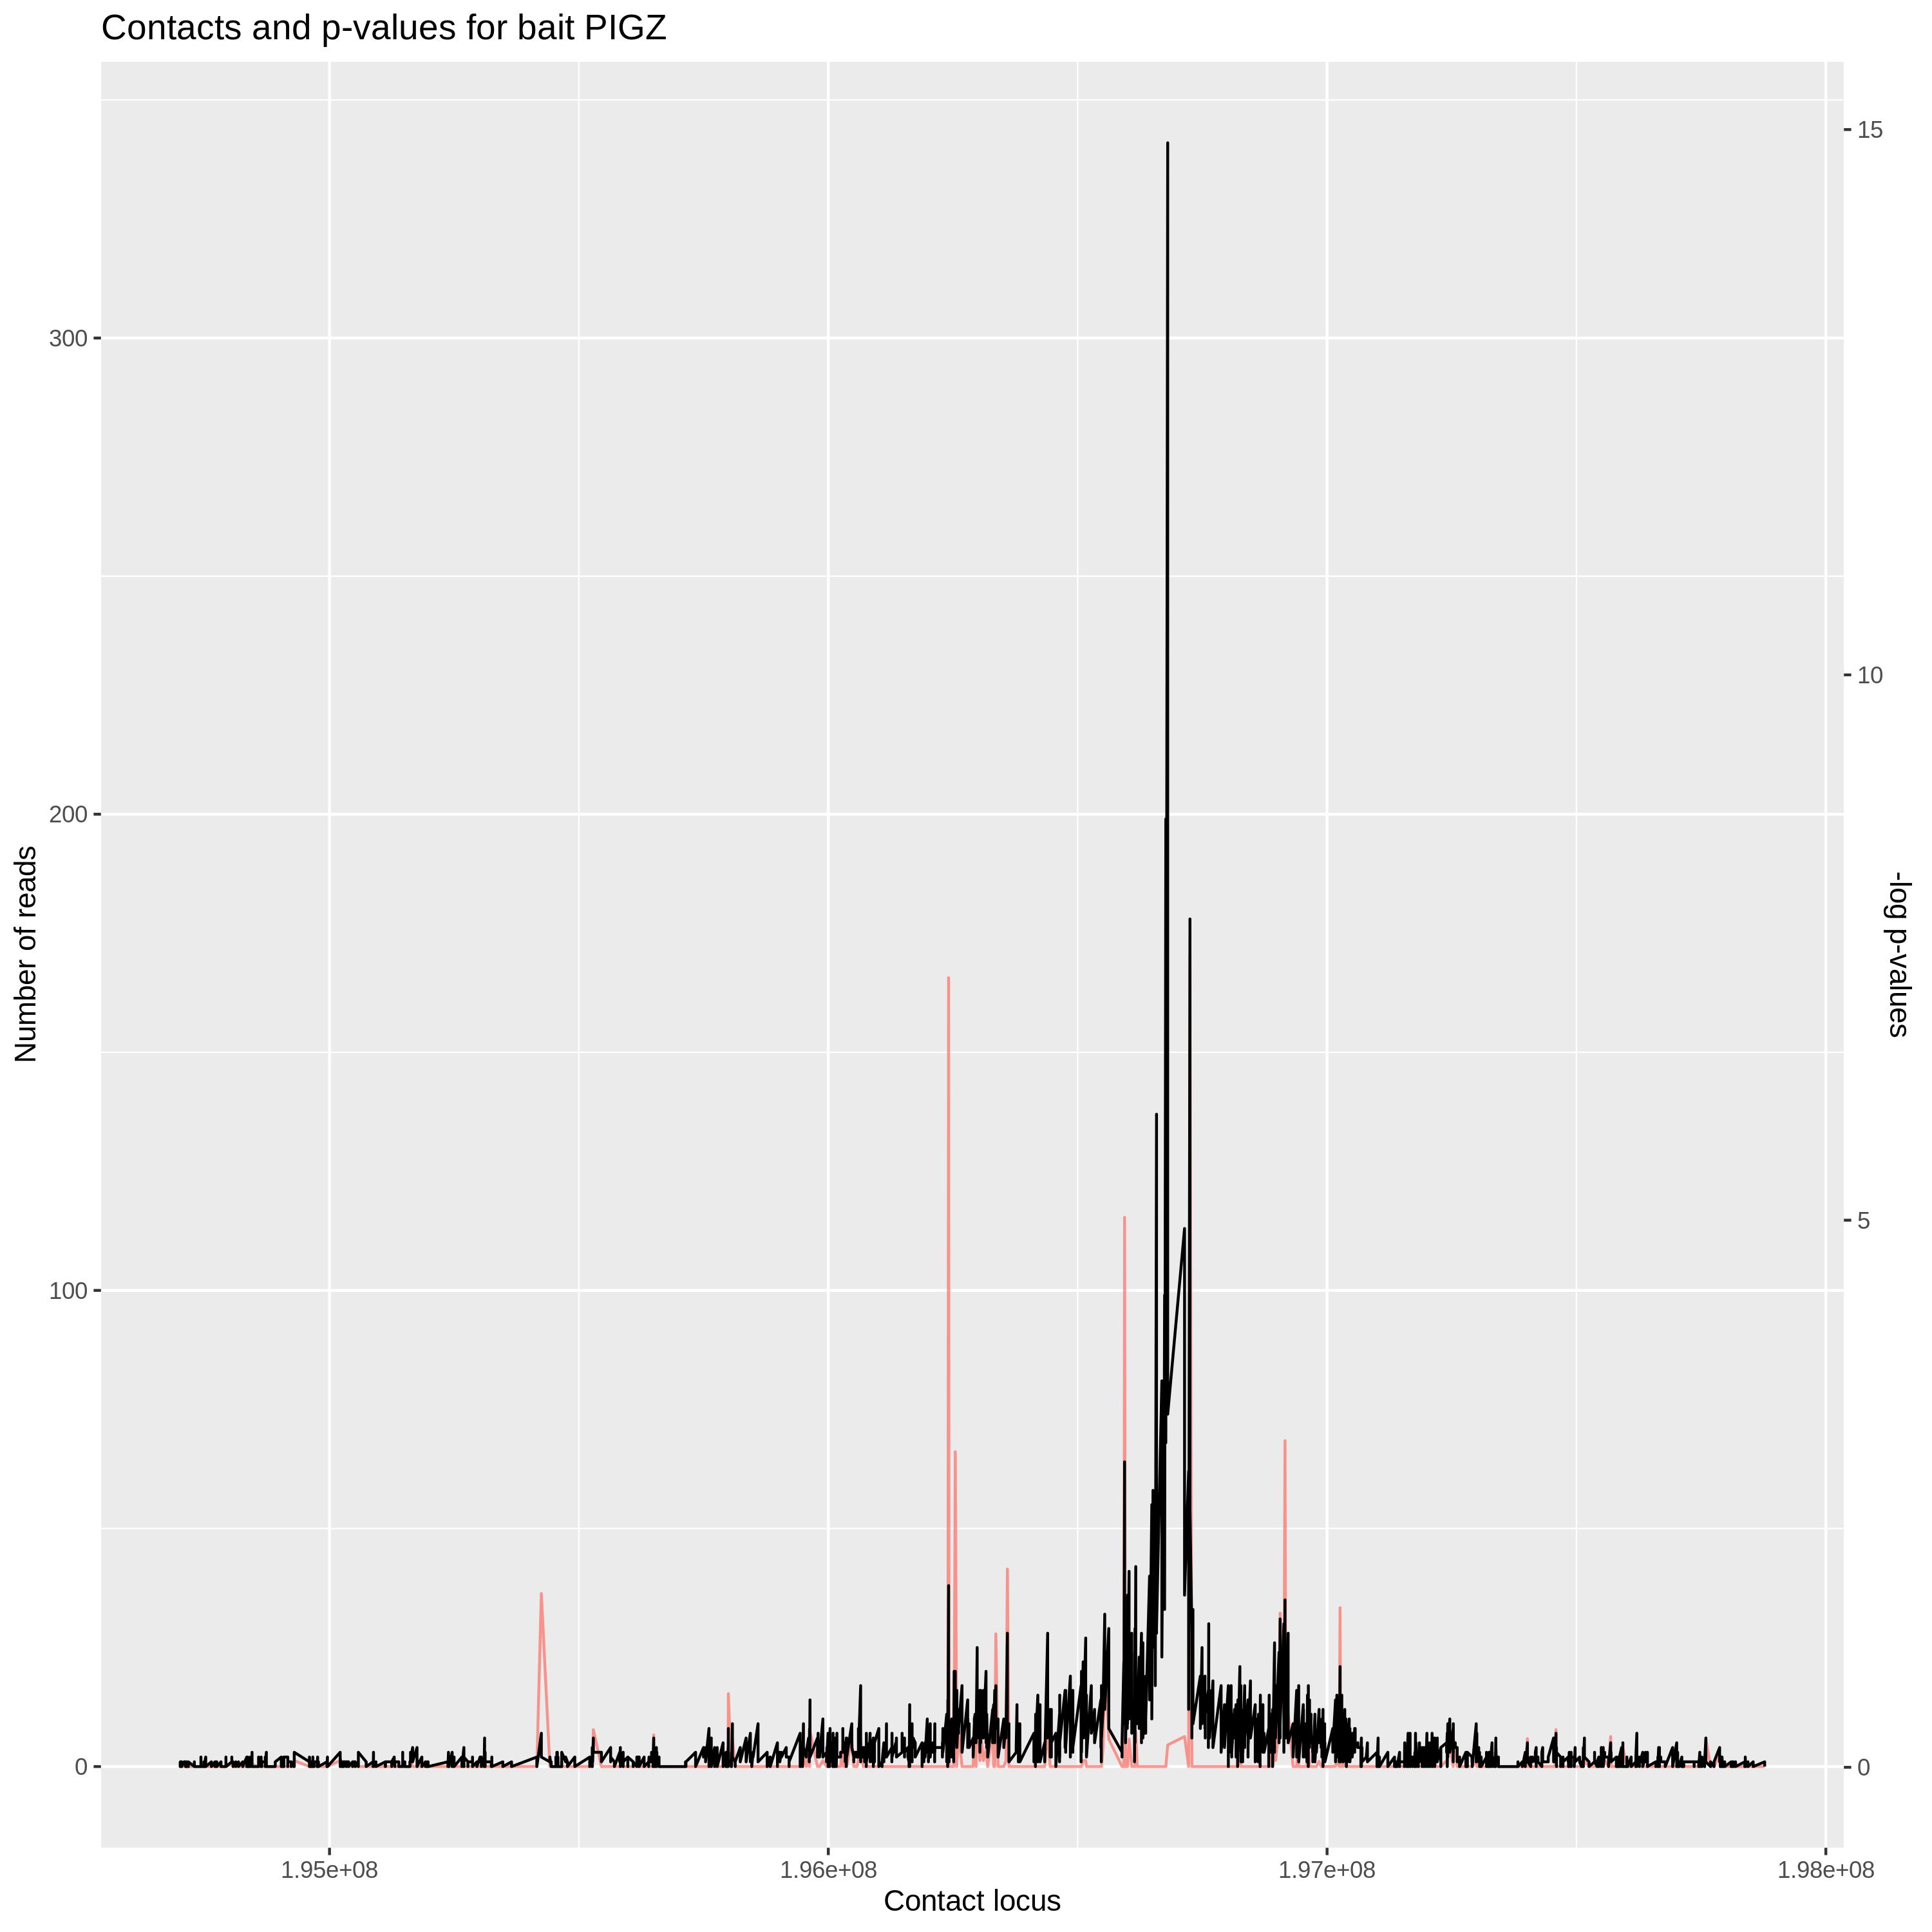 Contacts and p-values for bait PIGZ
15
300
10
200
Number of reads
-log p-values
5
100
0
0
1.95e+08
1.96e+08
1.97e+08
1.98e+08
Contact locus